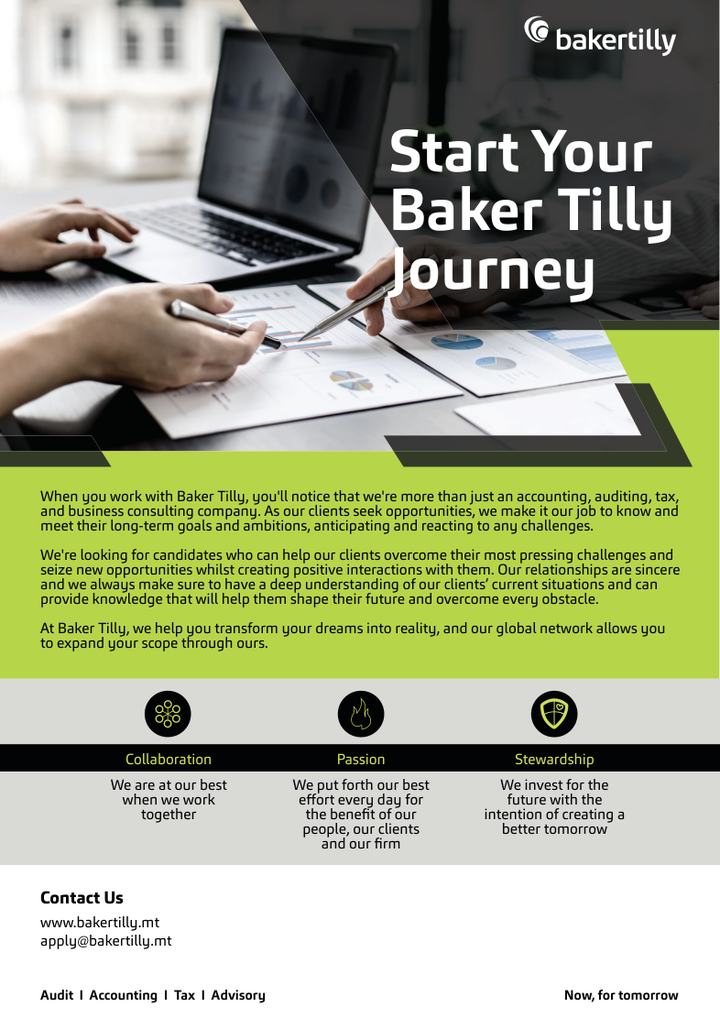 bakertilly
Start Your
Baker Tilly
Journey
When you work with Baker Tilly, you'll notice that we're more than just an accounting, auditing, tax,
and business consulting company. As our clients seek opportunities, we make it our job to know and
meet their long-term goals and ambitions, anticipating and reacting to any challenges.
We're looking for candidates who can help our clients overcome their most pressing challenges and
seize new opportunities whilst creating positive interactions with them. Our relationships are sincere
and we always make sure to have a deep understanding of our clients’ current situations and can
provide knowledge that will help them shape their future and overcome every obstacle.
At Baker Tilly, we help you transform your dreams into reality, and our global network allows you
to expand your scope through ours.
Collaboration
We are at our best
when we work
together
Passion
We put forth our best
effort every day for
the benefit of our
people, our clients
and our firm
Stewardship
We invest for the
future with the
intention of creating a
better tomorrow
Contact Us
www.bakertilly.mt
apply@bakertilly.mt
Audit I Accounting I Tax I Advisory
Now, for tomorrow